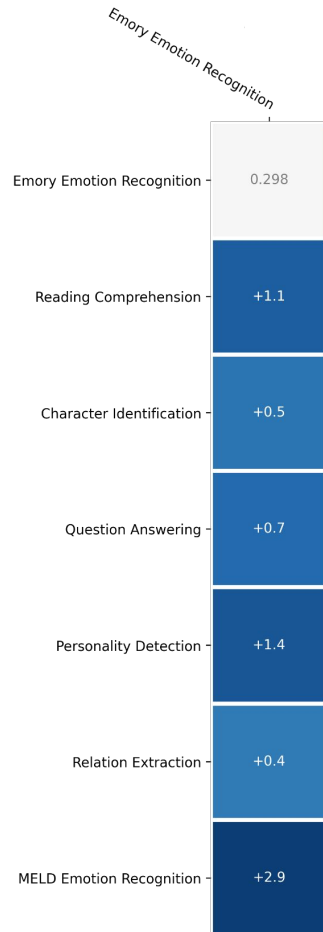 Emory Emotion Recognition
Emory Emotion Recognition
0.298
Reading Comprehension
+1.1
Character Identification
+0.5
Question Answering
+0.7
Personality Detection
+1.4
Relation Extraction
+0.4
MELD Emotion Recognition
+2.9